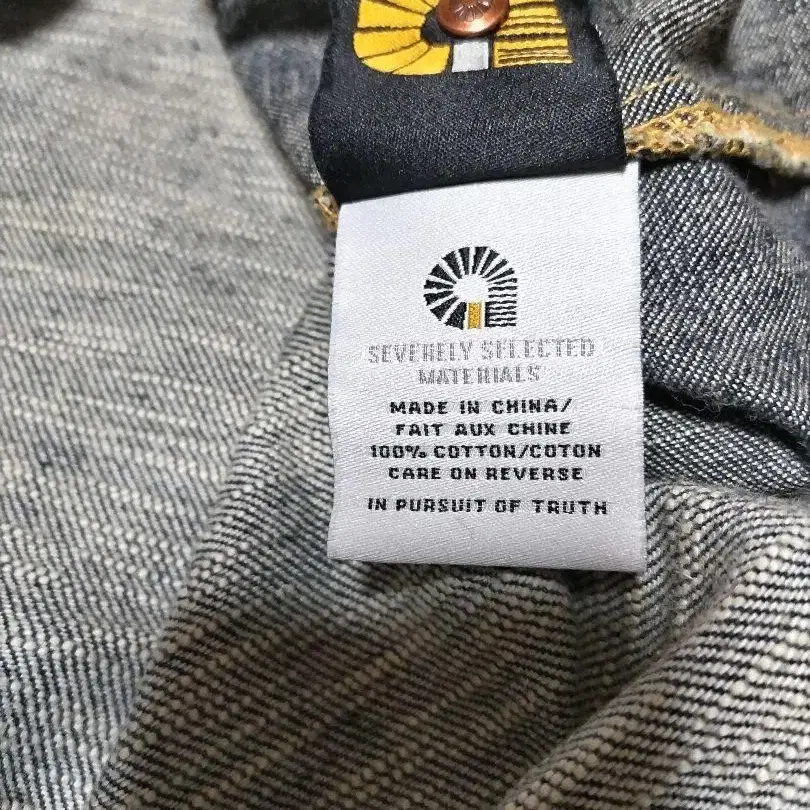 SEVERELY SELECTED
MATERIALS
MADE IN CHINA/
FAIT AUX CHINE
100% COTTON/COTON
CARE ON REVERSE
IN PURSUIT OF TRUTH